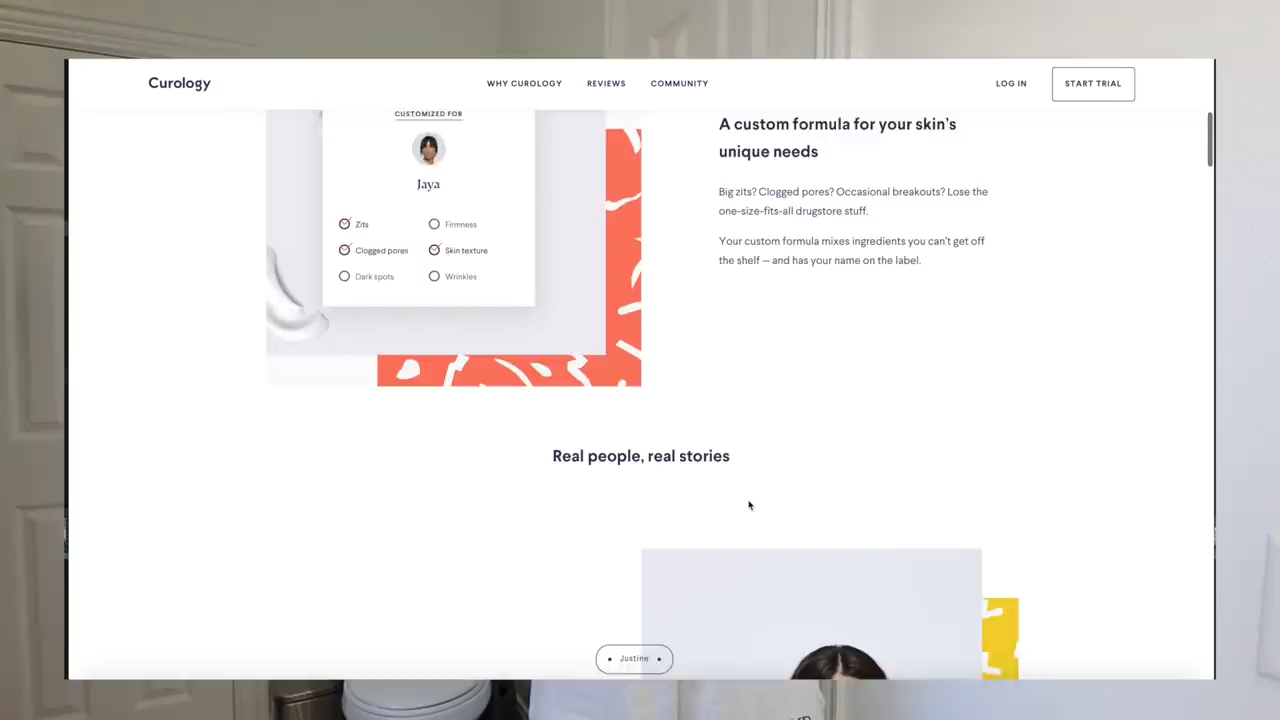 Curology
WHY CUROLOGY
REVIEWS
COMMUNITY
LOG IN
START TRIAL
CUSTOMIZED FOR
Jaya
Zits
Firmness
Clogged pores
Skin texture
Dark spots
Wrinkles
A custom formula for your skin's
unique needs
Big zits? Clogged pores? Occasional breakouts? Lose the
one-size-fits-all drugstore stuff.
Your custom formula mixes ingredients you can't get off
the shelf — and has your name on the label.
Real people, real stories
Justine